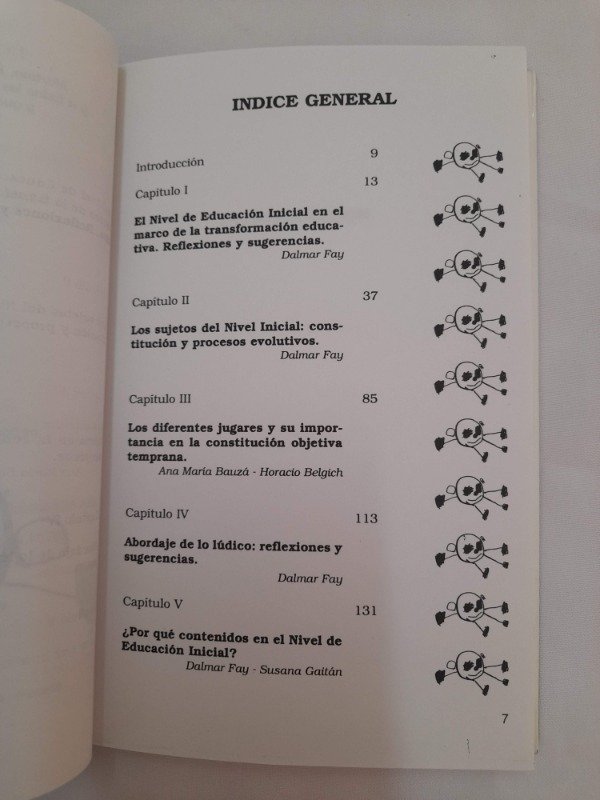 INDICE GENERAL
Introducción 9
Capitulo I 13
El Nivel de Educación Inicial en el
marco de la transformación educa-
tiva. Reflexiones y sugerencias.
Dalmar Fay
Capitulo II 37
Los sujetos del Nivel Inicial: cons-
titución y procesos evolutivos.
Dalmar Fay
Capitulo III 85
Los diferentes jugares y su impor-
tancia en la constitución objetiva
temprana.
Ana María Bauzá - Horacio Belgich
Capitulo IV 113
Abordaje de lo lúdico: reflexiones y
sugerencias.
Dalmar Fay
Capitulo V 131
¿Por qué contenidos en el Nivel de
Educación Inicial?
Dalmar Fay - Susana Gaitán
7